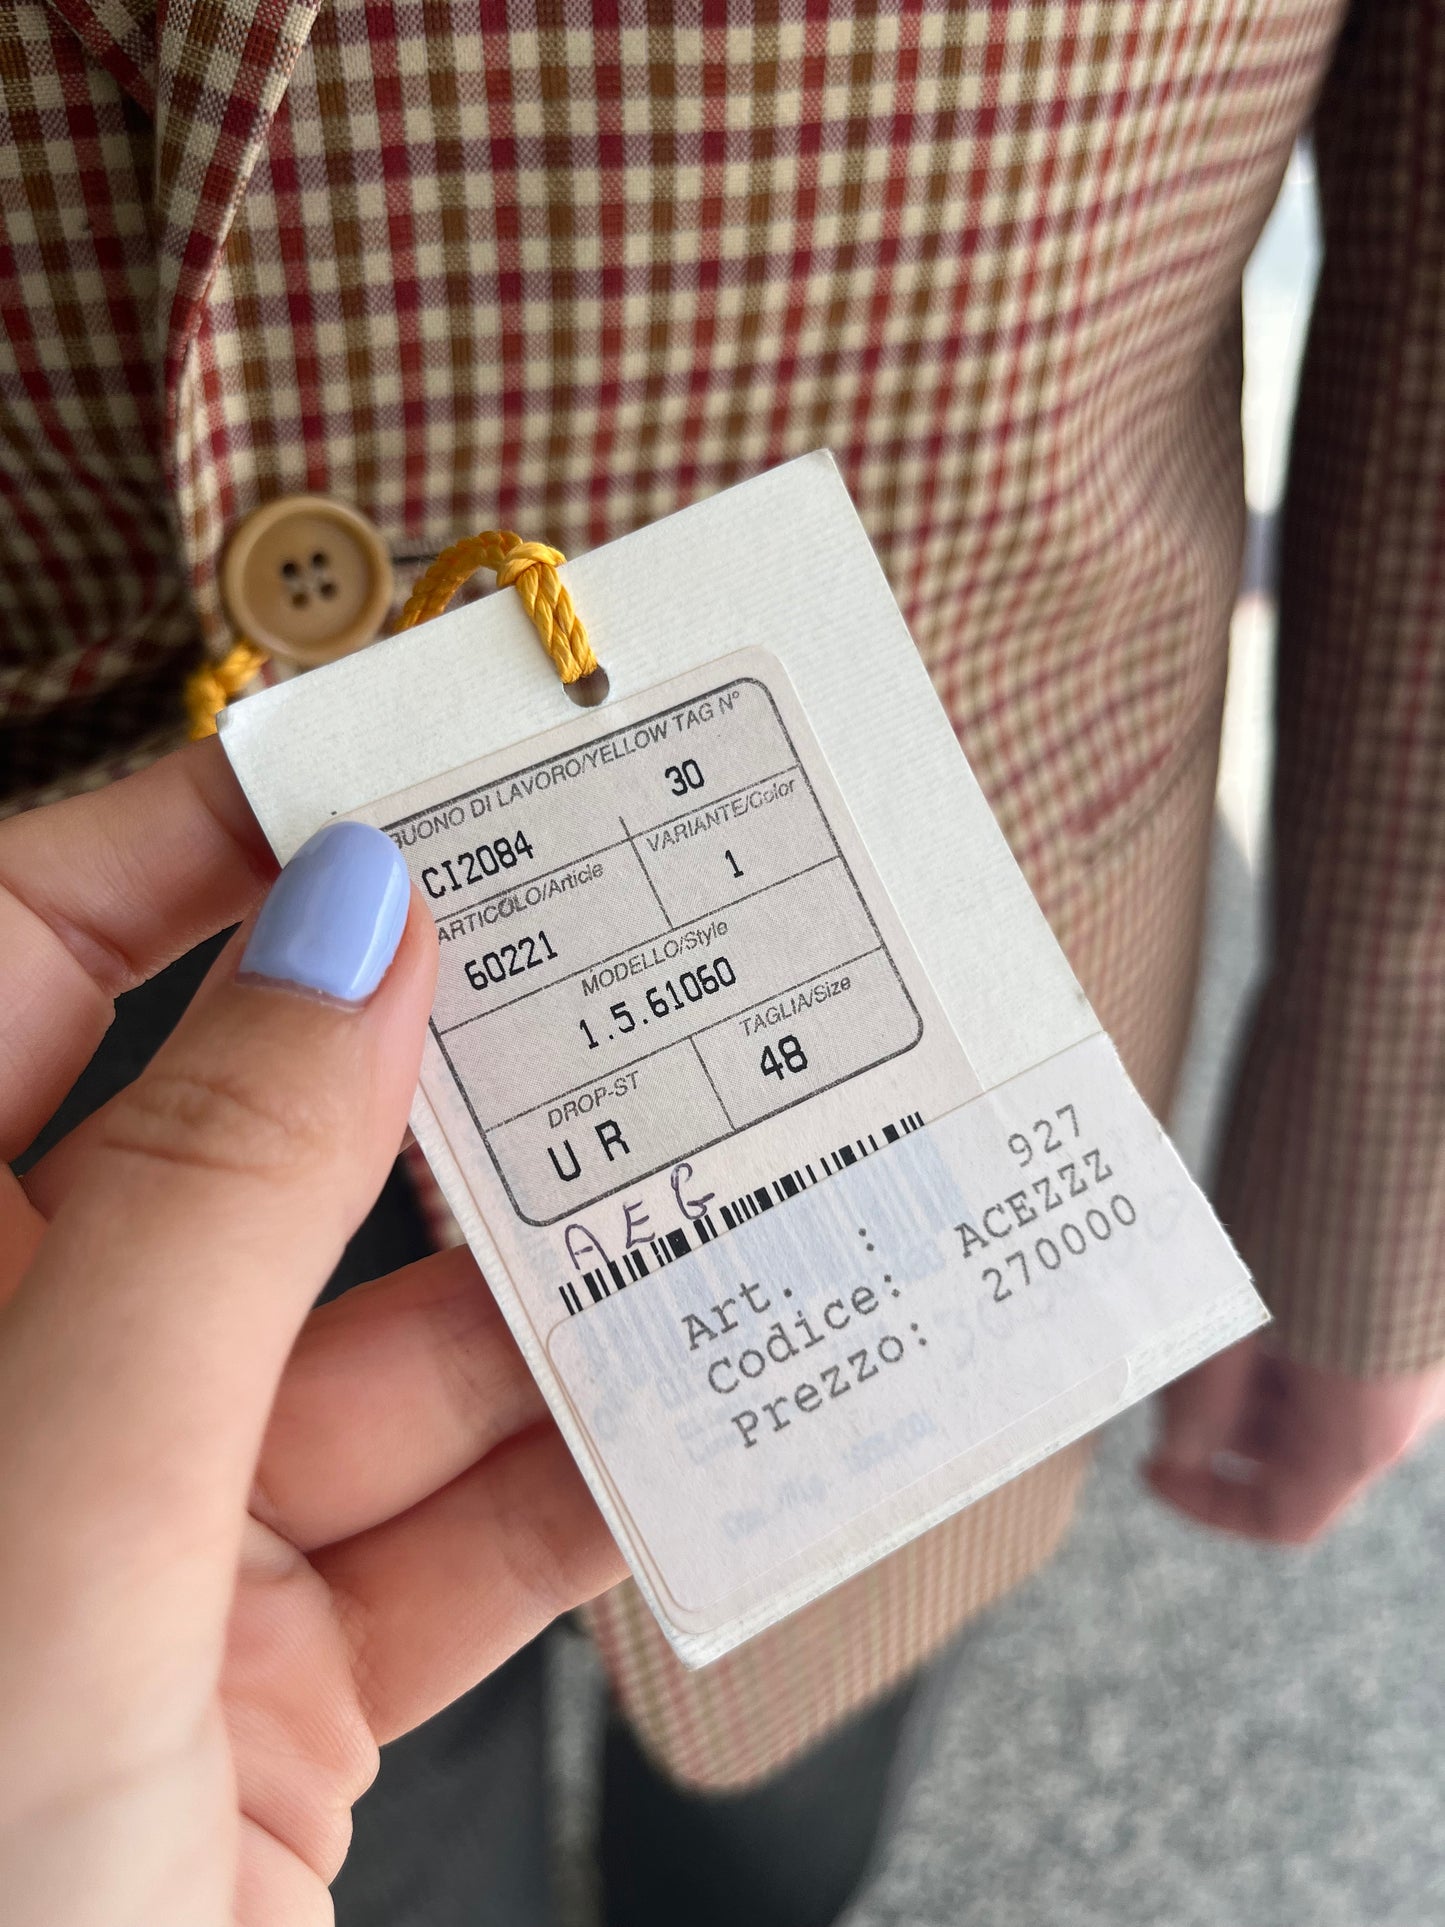 BUONO DI LAVORO/YELLOW TAG N°
CI2084 30
ARTICOLO/Article VARIANTE/Color
60221 1
MODELLO/Style
1.5.61060
DROP-ST TAGLIA/Size
U R 48
A E G
Art. : 927
Codice: ACEZZZ
Prezzo: 270000